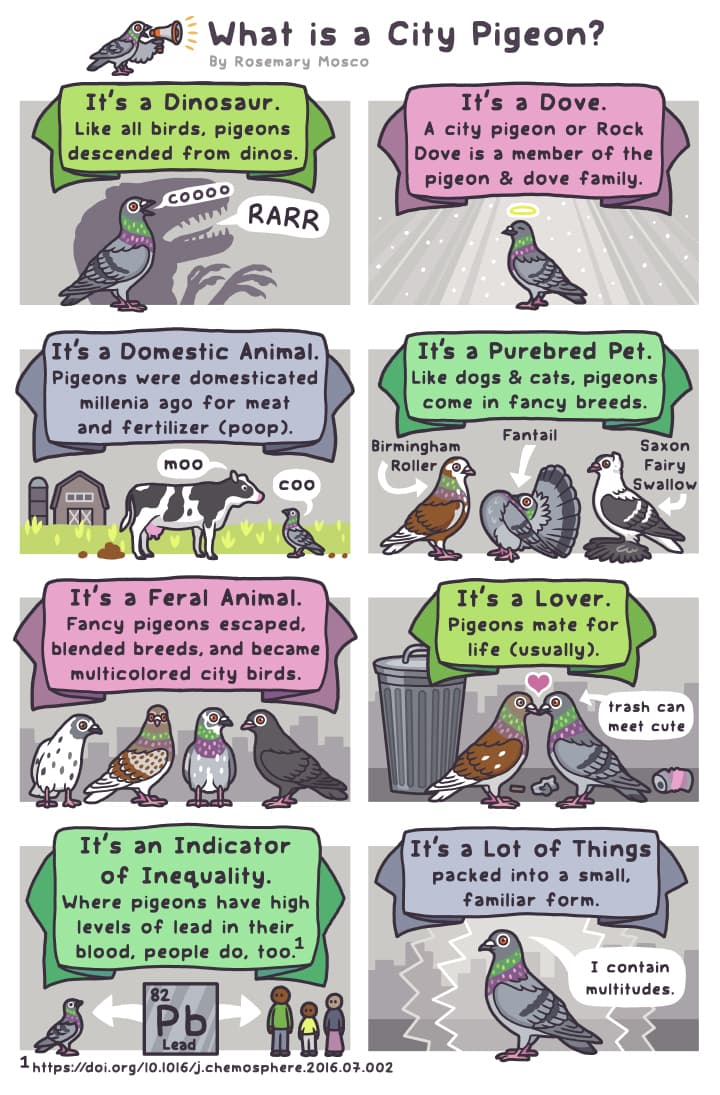 What is a City Pigeon?
By Rosemary Mosco
It's a Dinosaur.
Like all birds, pigeons
descended from dinos.
COOOO
RARR
It's a Dove.
A city pigeon or Rock
Dove is a member of the
pigeon & dove family.
It's a Domestic Animal.
Pigeons were domesticated
millenia ago for meat
and fertilizer (poop).
moo
coo
It's a Purebred Pet.
Like dogs & cats, pigeons
come in fancy breeds.
Birmingham
Roller
Fantail
Saxon
Fairy
Swallow
It's a Feral Animal.
Fancy pigeons escaped,
blended breeds, and became
multicolored city birds.
It's a Lover.
Pigeons mate for
life (usually).
trash can
meet cute
It's an Indicator
of Inequality.
Where pigeons have high
levels of lead in their
blood, people do, too.¹
82
Pb
Lead
It's a Lot of Things
packed into a small,
familiar form.
I contain
multitudes.
¹https://doi.org/10.1016/j.chemosphere.2016.07.002